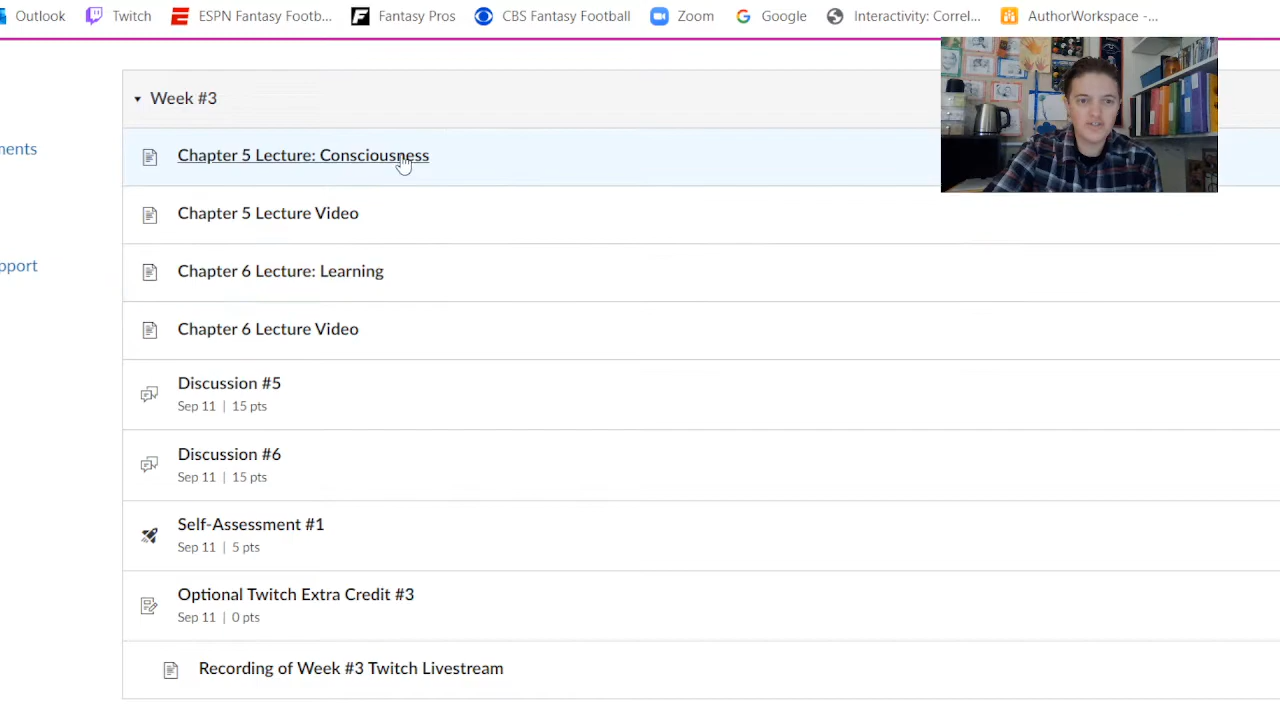 Outlook Twitch ESPN Fantasy Footb... Fantasy Pros CBS Fantasy Football Zoom Google Interactivity: Correl... AuthorWorkspace -...
Week #3
ments
Chapter 5 Lecture: Consciousness
Chapter 5 Lecture Video
pport
Chapter 6 Lecture: Learning
Chapter 6 Lecture Video
Discussion #5
Sep 11 | 15 pts
Discussion #6
Sep 11 | 15 pts
Self-Assessment #1
Sep 11 | 5 pts
Optional Twitch Extra Credit #3
Sep 11 | 0 pts
Recording of Week #3 Twitch Livestream